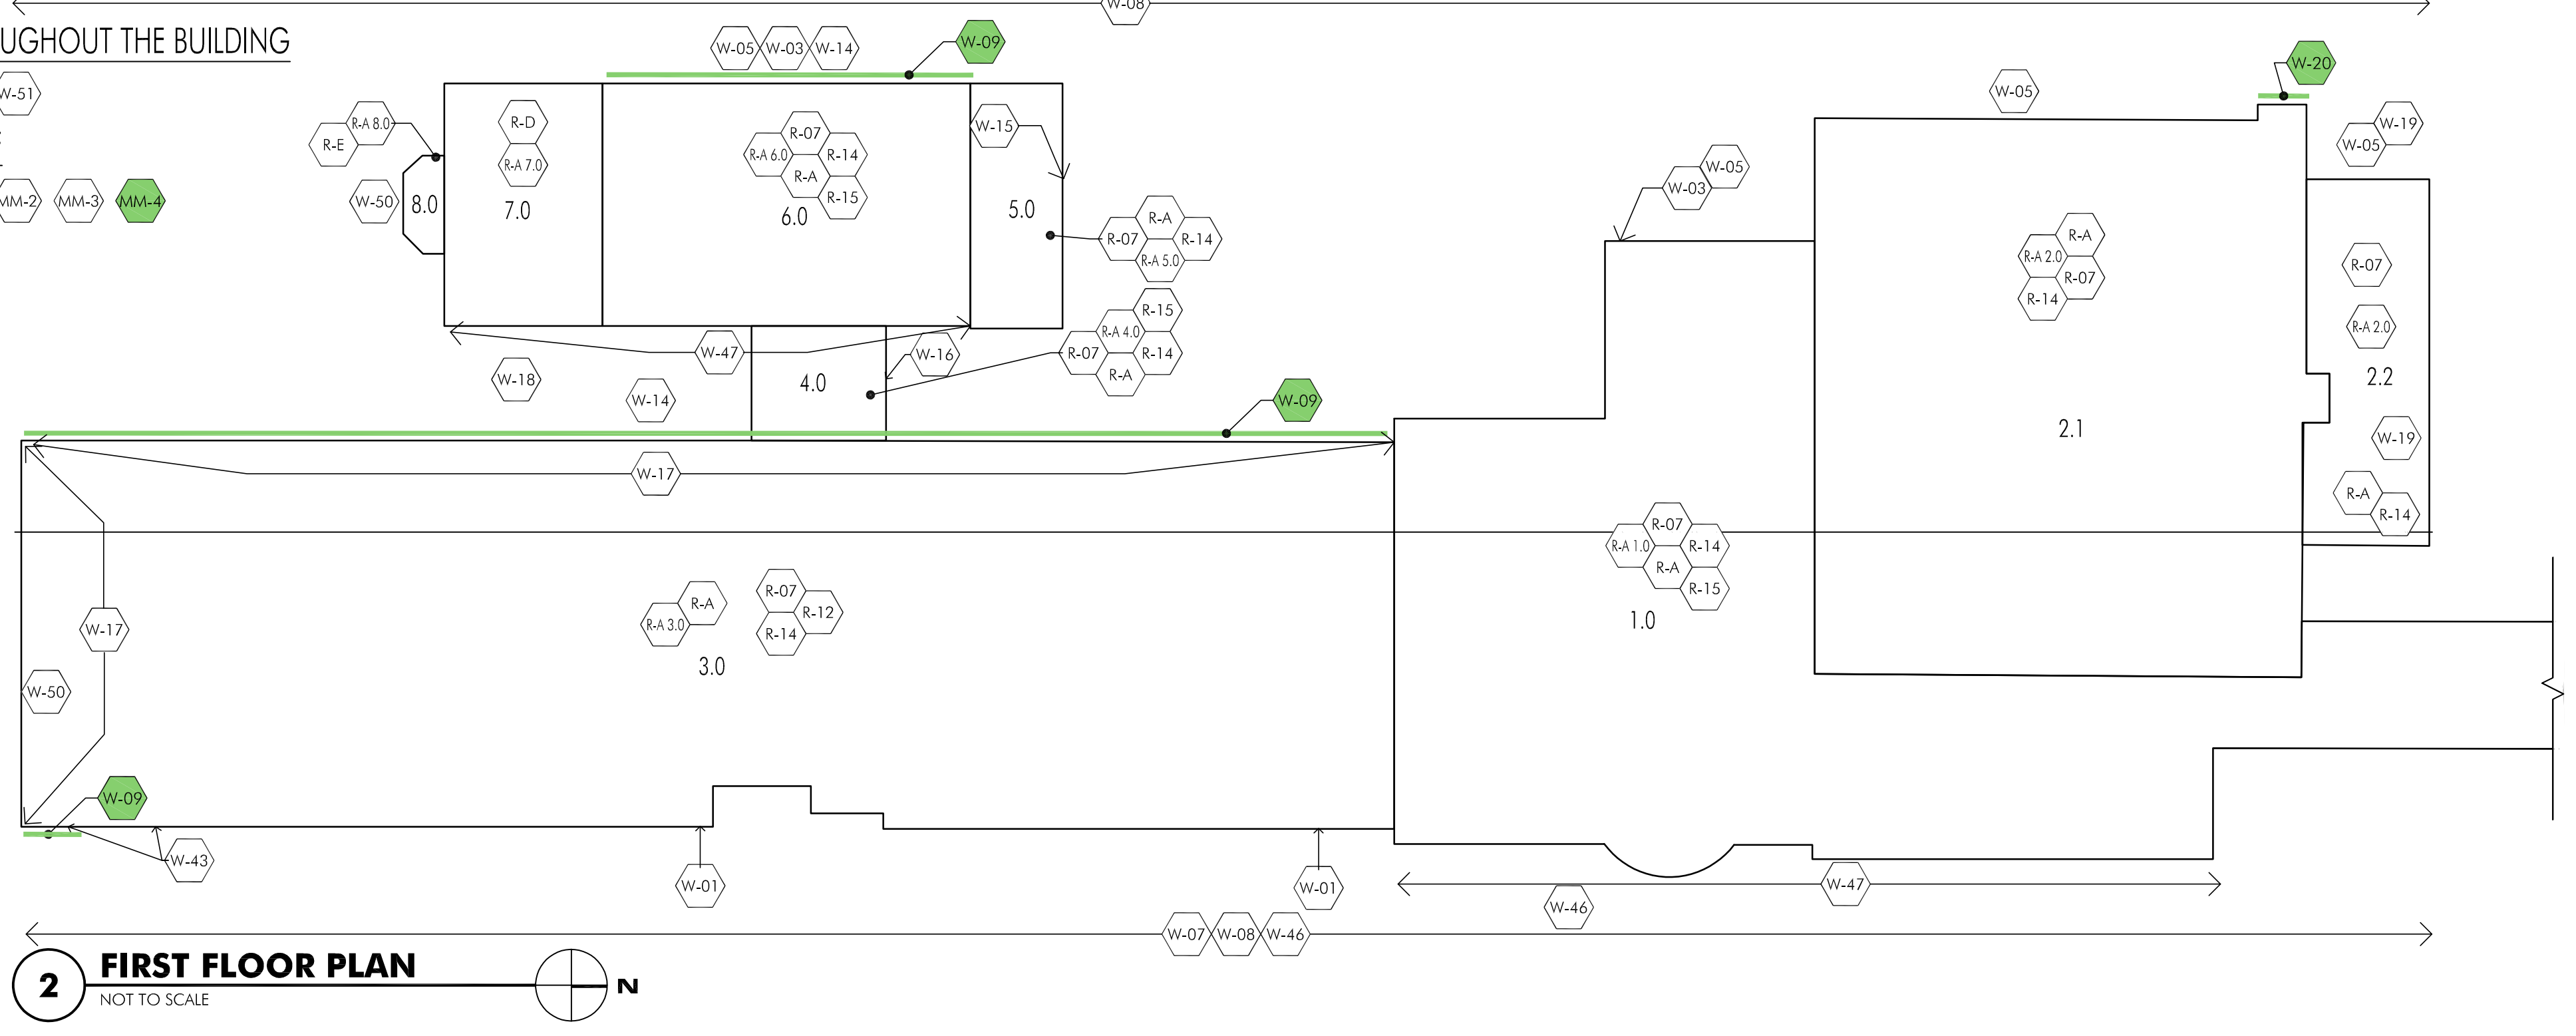 W-08
UGHOUT THE BUILDING
W-05 W-03 W-14
W-09
W-20
W-51
W-05
R-A 8.0
R-E
R-D
R-A 7.0
R-07
R-A 6.0
R-14
R-A
R-15
W-15
W-19
W-05
W-05
W-03
MM-2 MM-3 MM-4
W-50
8.0
7.0
6.0
5.0
R-A
R-07
R-14
R-A 5.0
R-A
R-A 2.0
R-07
R-14
R-07
R-A 2.0
2.2
R-15
R-A 4.0
R-07
R-14
R-A
W-47
W-16
W-18
W-14
4.0
W-09
2.1
W-19
R-A
R-14
W-17
R-07
R-A 1.0
R-14
R-A
R-15
1.0
R-A
R-A 3.0
R-07
R-12
R-14
3.0
W-17
W-50
W-09
W-43
W-01
W-01
W-47
W-46
W-07 W-08 W-46
2
FIRST FLOOR PLAN
NOT TO SCALE
N